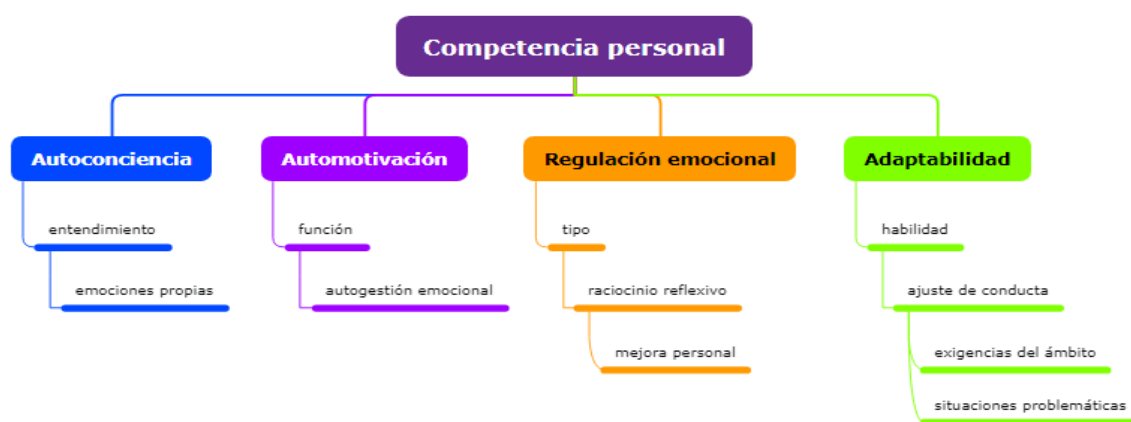 Competencia personal
Autoconciencia
entendimiento
emociones propias
Automotivación
función
autogestión emocional
Regulación emocional
tipo
raciocinio reflexivo
mejora personal
Adaptabilidad
habilidad
ajuste de conducta
exigencias del ámbito
situaciones problemáticas